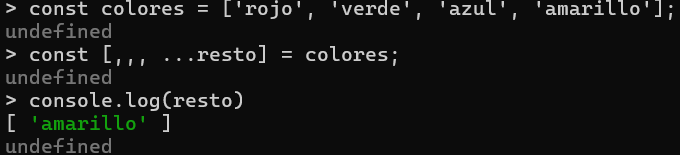 > const colores = ['rojo', 'verde', 'azul', 'amarillo'];
undefined
> const [,,, ...resto] = colores;
undefined
> console.log(resto)
[ 'amarillo' ]
undefined